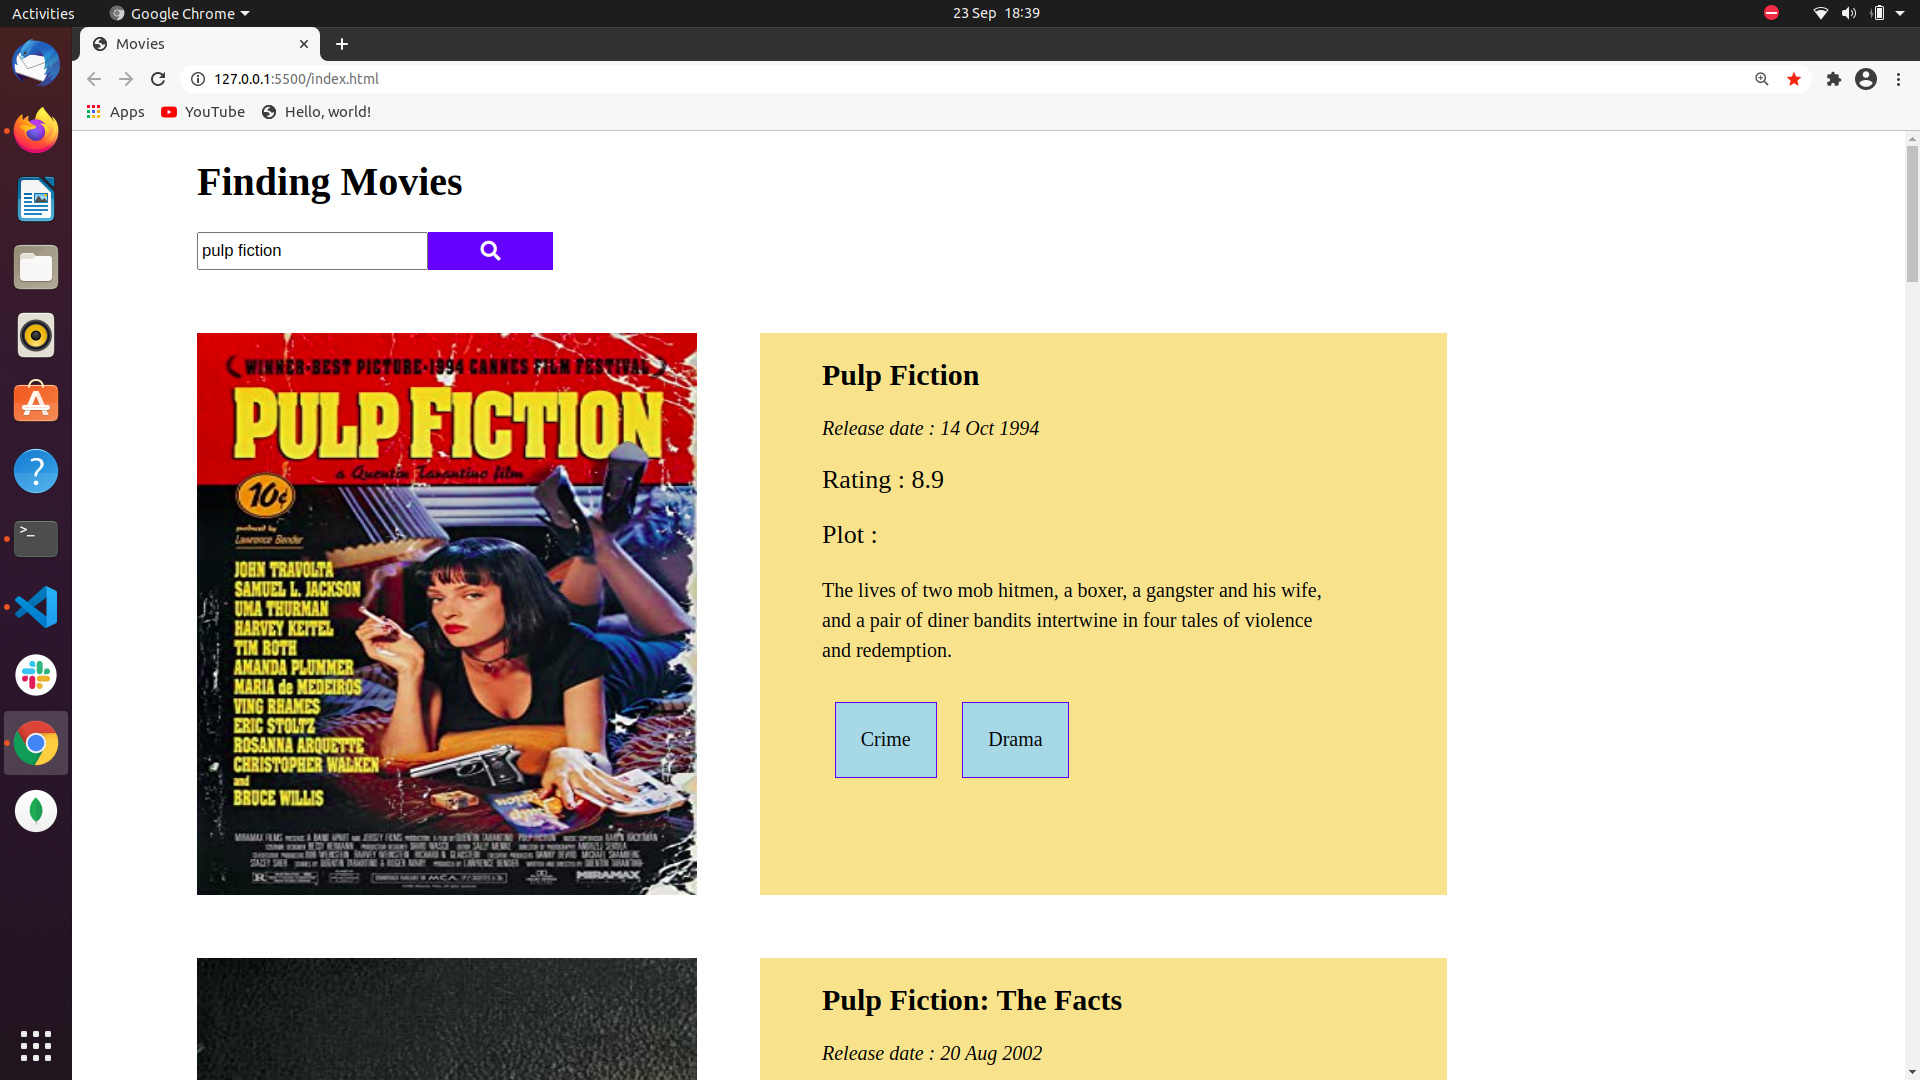 Activities
Google Chrome
23 Sep 18:39
Movies
127.0.0.1:5500/index.html
Apps
YouTube
Hello, world!
Finding Movies
pulp fiction
WINNER-BEST PICTURE-1994 CANNES FILM FESTIVAL
PULP FICTION
a Quentin Tarantino film
10¢
produced by
Lawrence Bender
JOHN TRAVOLTA
SAMUEL L. JACKSON
UMA THURMAN
HARVEY KEITEL
TIM ROTH
AMANDA PLUMMER
MARIA de MEDEIROS
VING RHAMES
ERIC STOLTZ
ROSANNA ARQUETTE
CHRISTOPHER WALKEN
and
BRUCE WILLIS
MIRAMAX
Pulp Fiction
Release date : 14 Oct 1994
Rating : 8.9
Plot :
The lives of two mob hitmen, a boxer, a gangster and his wife,
and a pair of diner bandits intertwine in four tales of violence
and redemption.
Crime
Drama
Pulp Fiction: The Facts
Release date : 20 Aug 2002